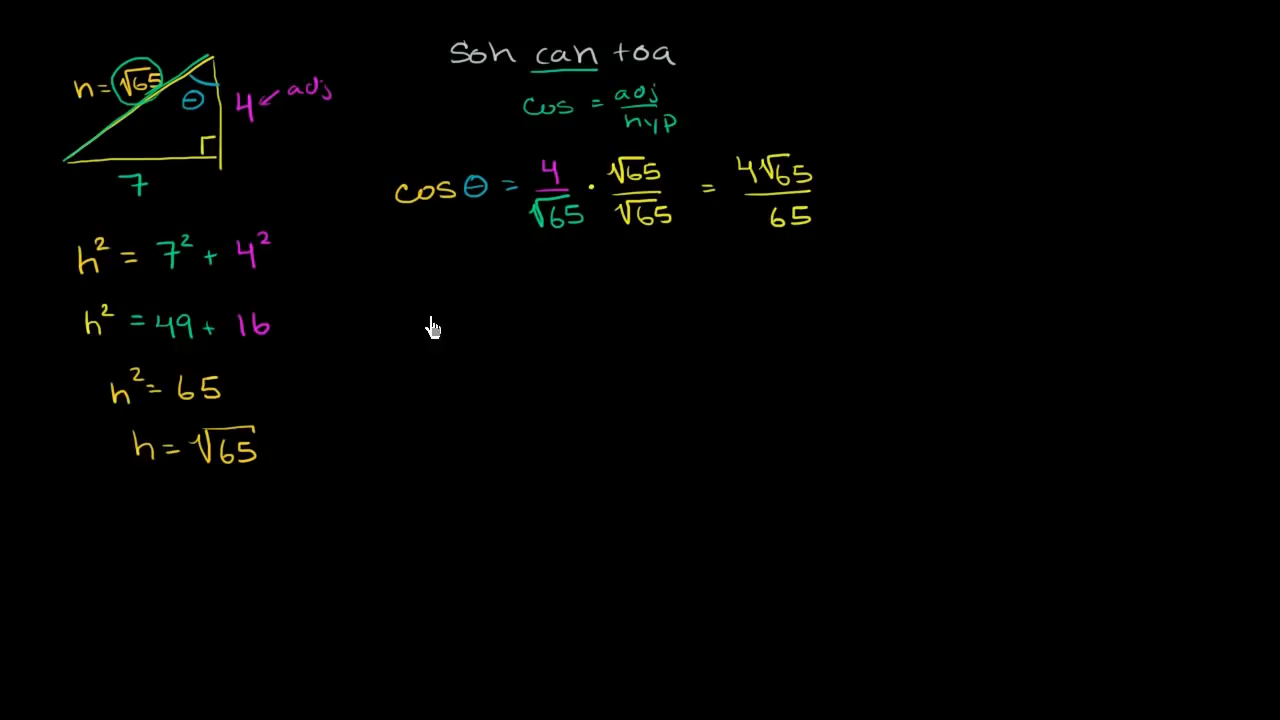 Soh cah toa
h = √65
θ
4 ← adj
7
cos = adj/hyp
cos θ = 4/√65 · √65/√65 = 4√65/65
h² = 7² + 4²
h² = 49 + 16
h² = 65
h = √65